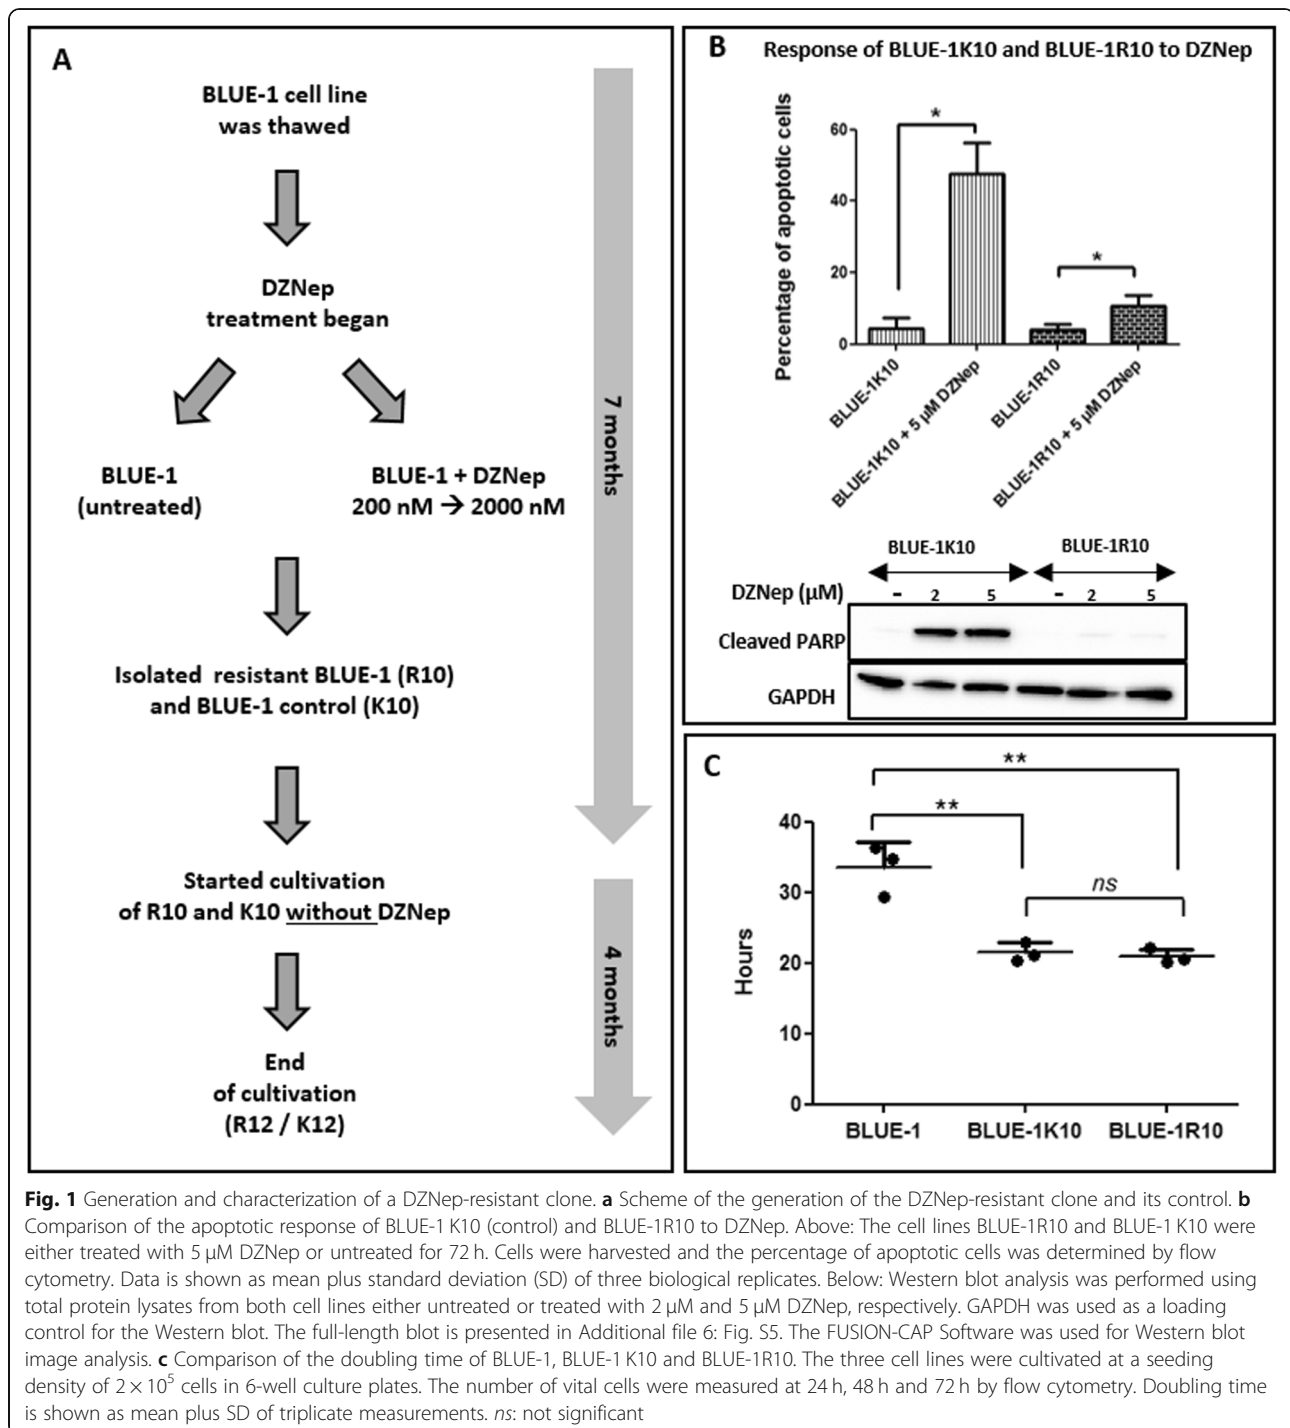 A
BLUE-1 cell line
was thawed
DZNep
treatment began
BLUE-1
(untreated)
BLUE-1 + DZNep
200 nM → 2000 nM
Isolated resistant BLUE-1 (R10)
and BLUE-1 control (K10)
Started cultivation
of R10 and K10 without DZNep
End
of cultivation
(R12 / K12)
7 months
4 months
B
Response of BLUE-1K10 and BLUE-1R10 to DZNep
Percentage of apoptotic cells
60
40
20
0
*
*
BLUE-1K10
BLUE-1K10 + 5 µM DZNep
BLUE-1R10
BLUE-1R10 + 5 µM DZNep
BLUE-1K10 BLUE-1R10
DZNep (µM) - 2 5 - 2 5
Cleaved PARP
GAPDH
C
**
**
ns
Hours
40
30
20
10
0
BLUE-1 BLUE-1K10 BLUE-1R10
Fig. 1 Generation and characterization of a DZNep-resistant clone. a Scheme of the generation of the DZNep-resistant clone and its control. b
Comparison of the apoptotic response of BLUE-1 K10 (control) and BLUE-1R10 to DZNep. Above: The cell lines BLUE-1R10 and BLUE-1 K10 were
either treated with 5 µM DZNep or untreated for 72 h. Cells were harvested and the percentage of apoptotic cells was determined by flow
cytometry. Data is shown as mean plus standard deviation (SD) of three biological replicates. Below: Western blot analysis was performed using
total protein lysates from both cell lines either untreated or treated with 2 µM and 5 µM DZNep, respectively. GAPDH was used as a loading
control for the Western blot. The full-length blot is presented in Additional file 6: Fig. S5. The FUSION-CAP Software was used for Western blot
image analysis. c Comparison of the doubling time of BLUE-1, BLUE-1 K10 and BLUE-1R10. The three cell lines were cultivated at a seeding
density of 2 × 10⁵ cells in 6-well culture plates. The number of vital cells were measured at 24 h, 48 h and 72 h by flow cytometry. Doubling time
is shown as mean plus SD of triplicate measurements. ns: not significant